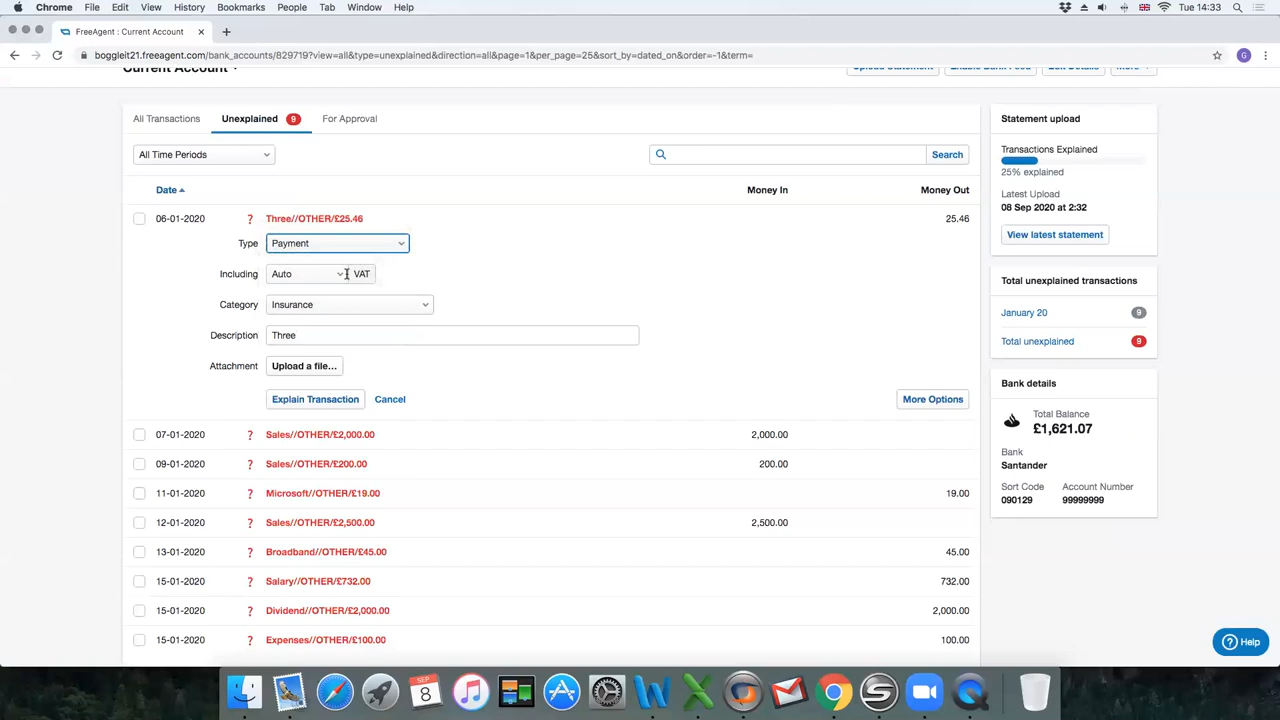 Chrome File Edit View History Bookmarks People Tab Window Help Tue 14:33
FreeAgent : Current Account
boggleit21.freeagent.com/bank_accounts/829719?view=all&type=unexplained&direction=all&page=1&per_page=25&sort_by=dated_on&order=-1&term= G
Current Account Upload Statement Enable Bank Feed Edit Details More
All Transactions Unexplained 9 For Approval
All Time Periods Search
Date Money In Money Out
06-01-2020 ? Three//OTHER/£25.46 25.46
Type Payment
Including Auto VAT
Category Insurance
Description Three
Attachment Upload a file...
Explain Transaction Cancel More Options
07-01-2020 ? Sales//OTHER/£2,000.00 2,000.00
09-01-2020 ? Sales//OTHER/£200.00 200.00
11-01-2020 ? Microsoft//OTHER/£19.00 19.00
12-01-2020 ? Sales//OTHER/£2,500.00 2,500.00
13-01-2020 ? Broadband//OTHER/£45.00 45.00
15-01-2020 ? Salary//OTHER/£732.00 732.00
15-01-2020 ? Dividend//OTHER/£2,000.00 2,000.00
15-01-2020 ? Expenses//OTHER/£100.00 100.00
Statement upload
Transactions Explained
25% explained
Latest Upload
08 Sep 2020 at 2:32
View latest statement
Total unexplained transactions
January 20 9
Total unexplained 9
Bank details
Total Balance
£1,621.07
Bank
Santander
Sort Code Account Number
090129 99999999
Help
SEP
8